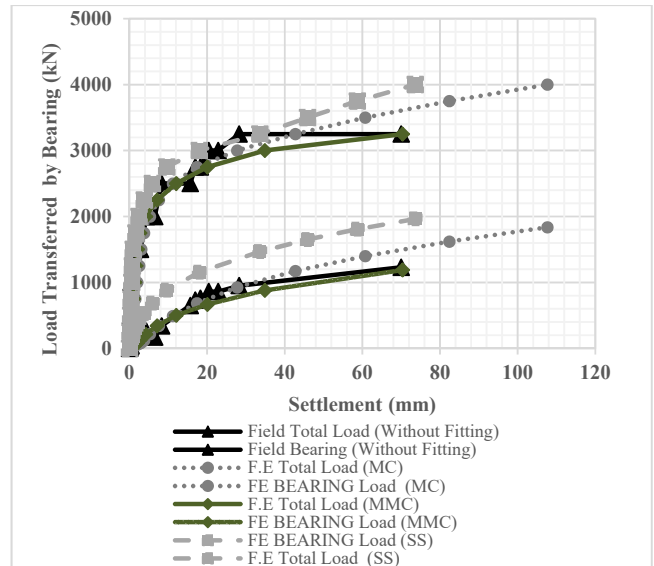 5000
4000
3000
2000
1000
0
Load Transferred by Bearing (kN)
0 20 40 60 80 100 120
Settlement (mm)
Field Total Load (Without Fitting)
Field Bearing (Without Fitting)
F.E Total Load (MC)
FE BEARING Load (MC)
F.E Total Load (MMC)
FE BEARING Load (MMC)
FE BEARING Load (SS)
F.E Total Load (SS)